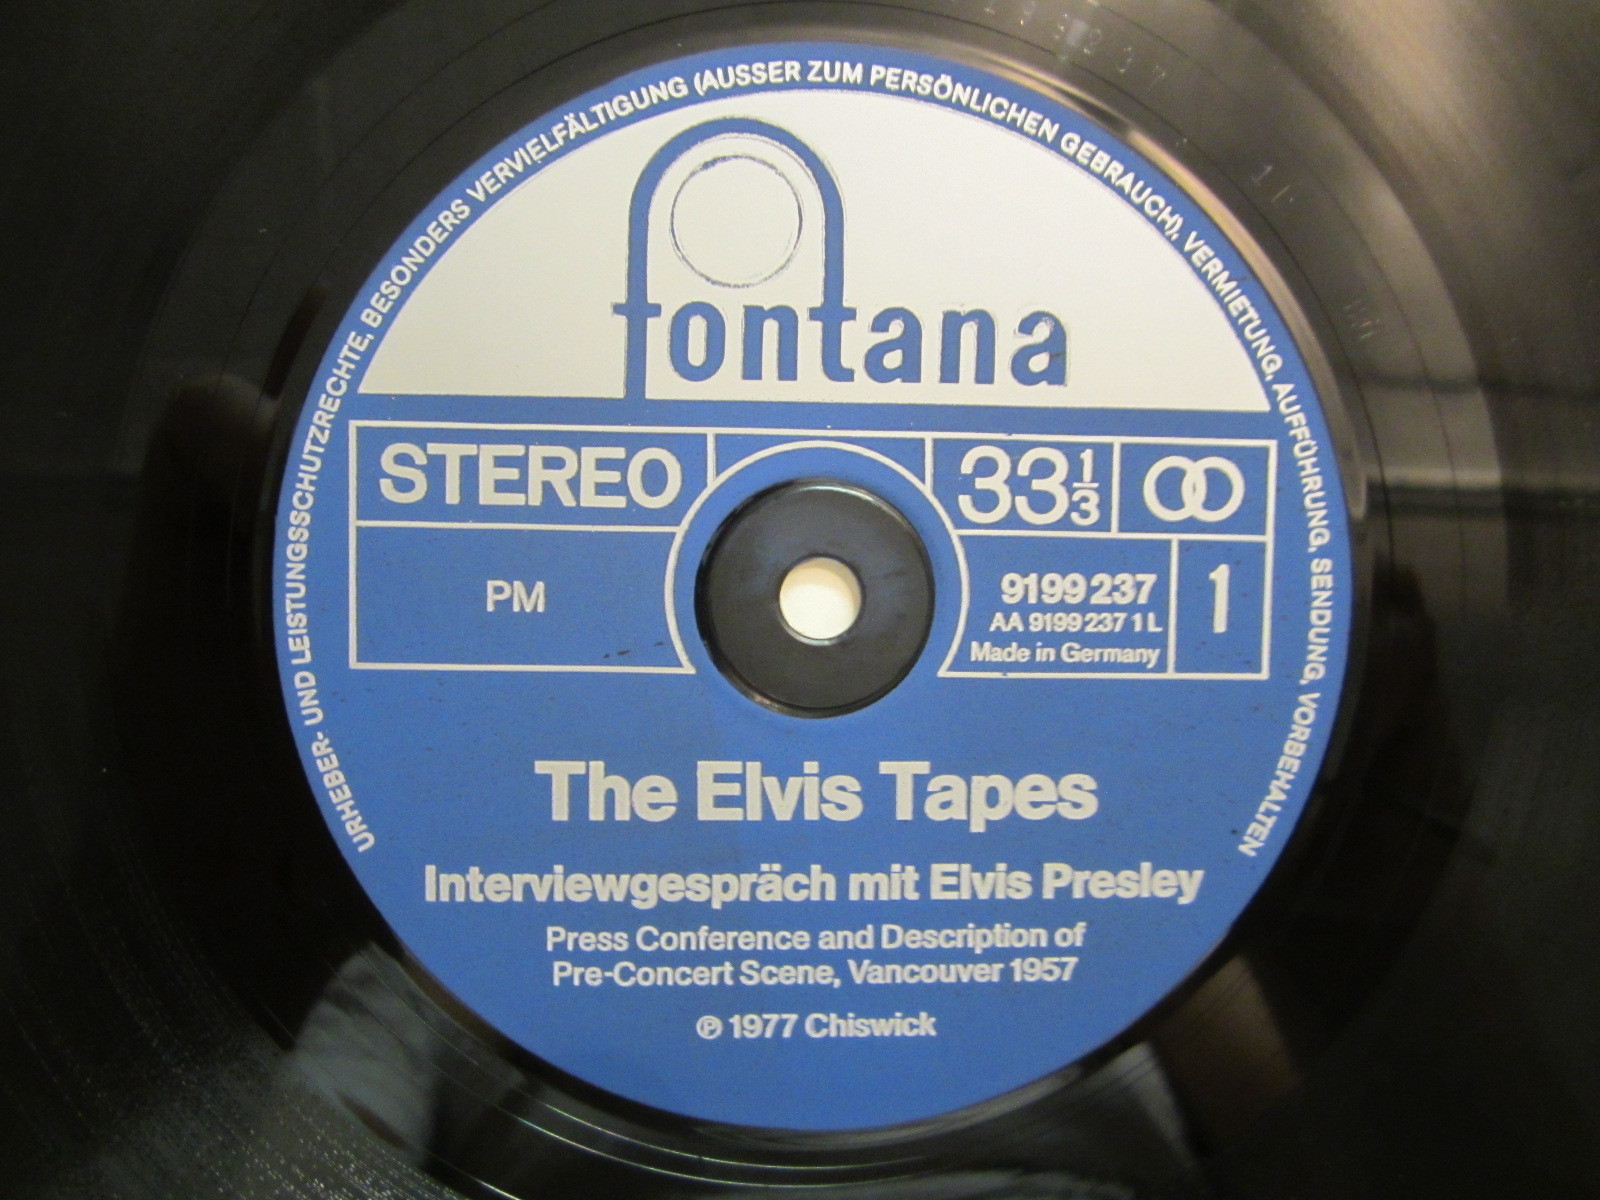 URHEBER- UND LEISTUNGSSCHUTZRECHTE, BESONDERS VERVIELFÄLTIGUNG (AUSSER ZUM PERSÖNLICHEN GEBRAUCH), VERMIETUNG, AUFFÜHRUNG, SENDUNG, VORBEHALTEN
fontana
STEREO
33 1/3
PM
9199 237
AA 9199 237 1 L
Made in Germany
1
The Elvis Tapes
Interviewgespräch mit Elvis Presley
Press Conference and Description of
Pre-Concert Scene, Vancouver 1957
℗ 1977 Chiswick